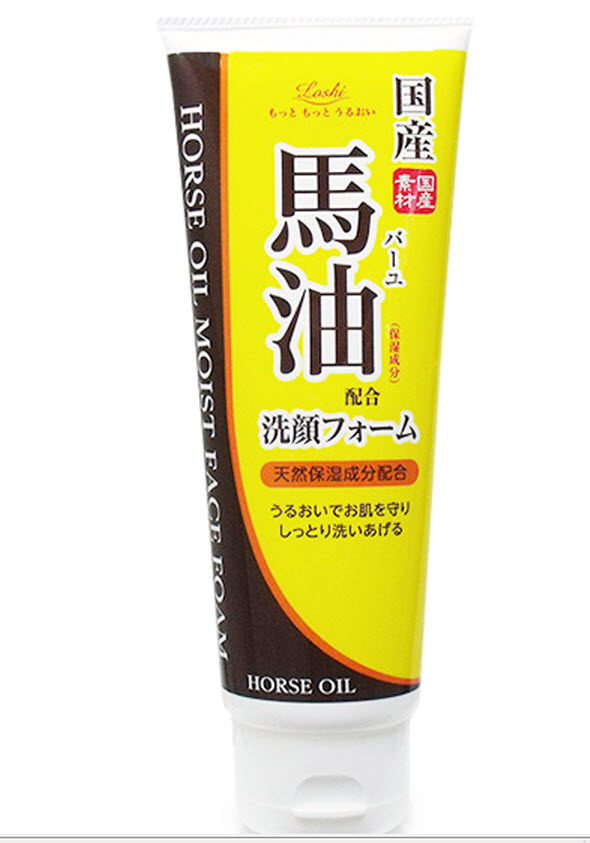 Loshi
もっと もっと うるおい
国産
国産
素材
馬油
バーユ
(保湿成分)
配合
洗顔フォーム
天然保湿成分配合
うるおいでお肌を守り
しっとり洗いあげる
HORSE OIL MOIST FACE FOAM
HORSE OIL